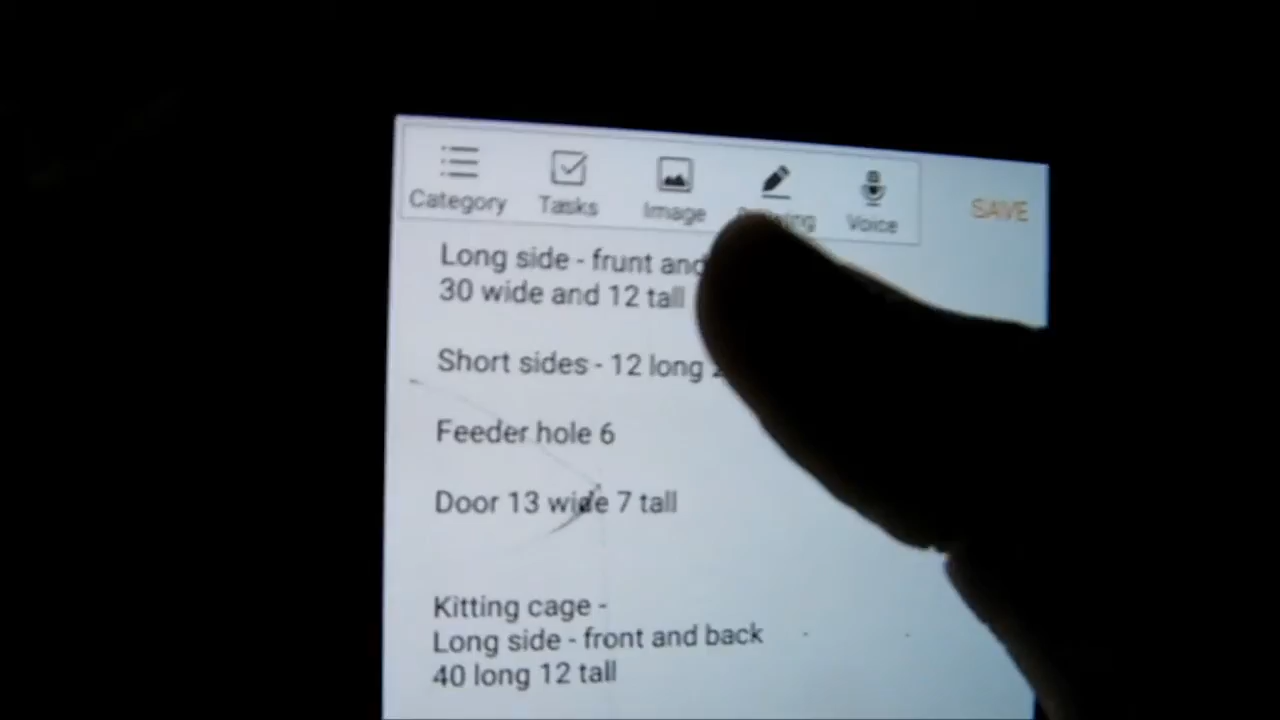 Category Tasks Image Voice SAVE
Long side - frunt and
30 wide and 12 tall
Short sides - 12 long
Feeder hole 6
Door 13 wide 7 tall
Kitting cage -
Long side - front and back
40 long 12 tall